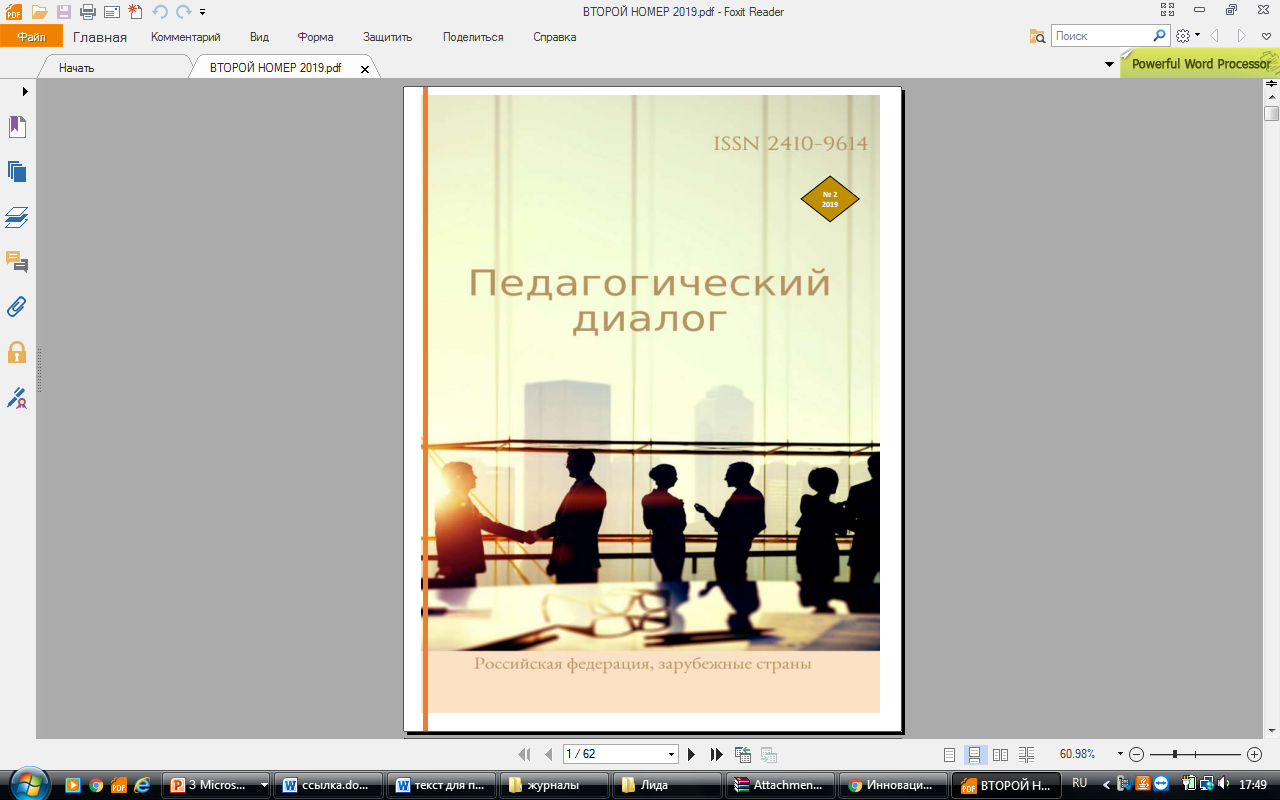 ВТОРОЙ НОМЕР 2019.pdf - Foxit Reader
Файл Главная Комментарий Вид Форма Защитить Поделиться Справка Поиск
Начать ВТОРОЙ НОМЕР 2019.pdf Powerful Word Processor
ISSN 2410-9614
№ 2
2019
Педагогический
диалог
Российская федерация, зарубежные страны
1 / 62 60.98%
3 Micros... ссылка.do... текст для п... журналы Лида Attachmen... Инноваци... ВТОРОЙ Н... RU 17:49